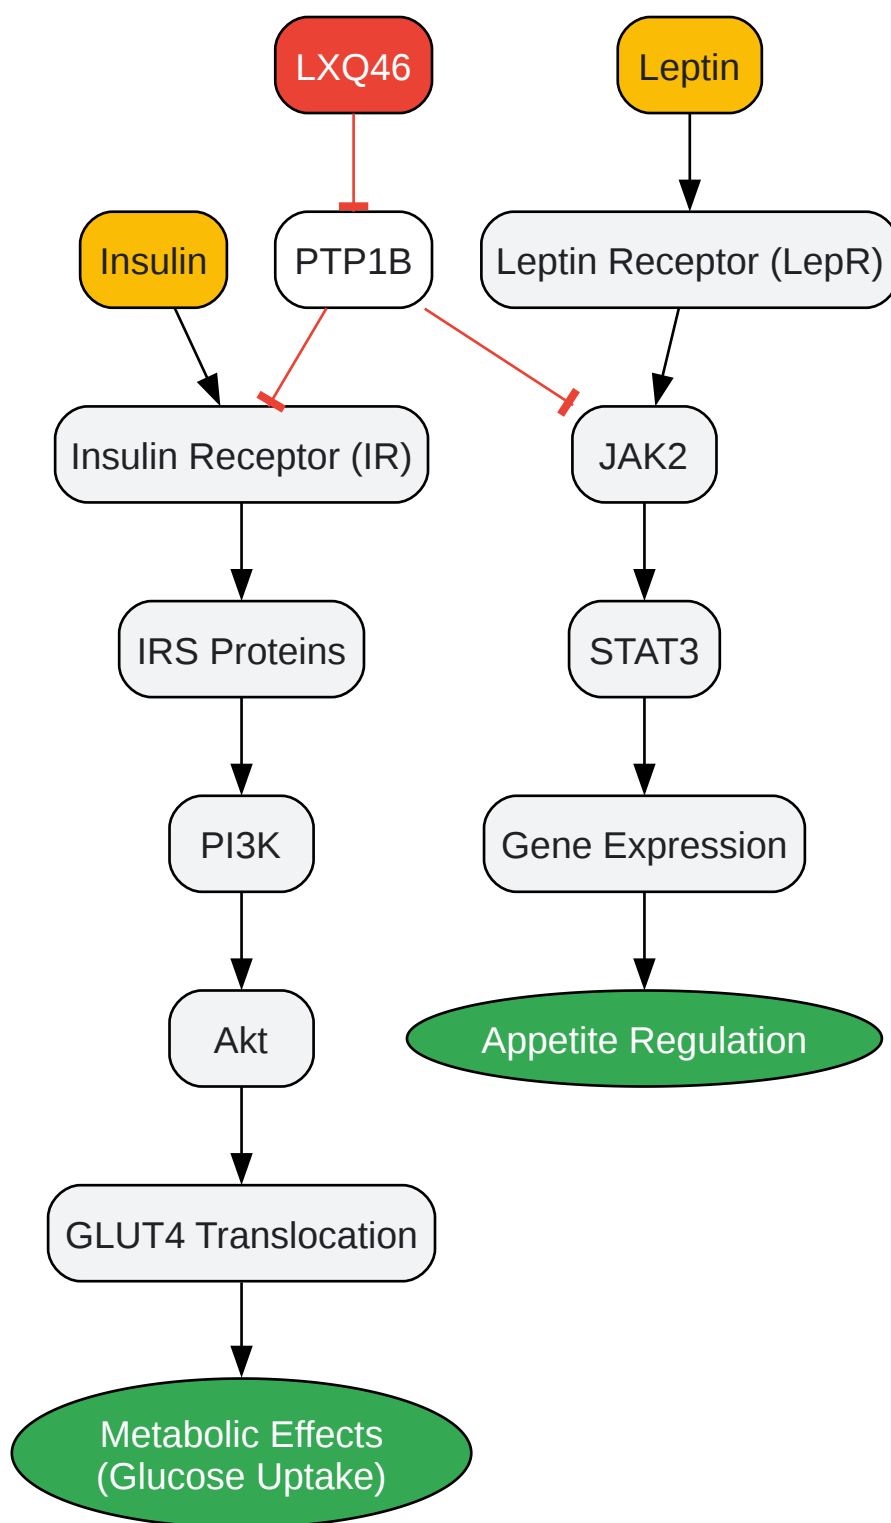 LXQ46
Leptin
Insulin
PTP1B
Leptin Receptor (LepR)
Insulin Receptor (IR)
JAK2
IRS Proteins
STAT3
PI3K
Gene Expression
Akt
Appetite Regulation
GLUT4 Translocation
Metabolic Effects
(Glucose Uptake)